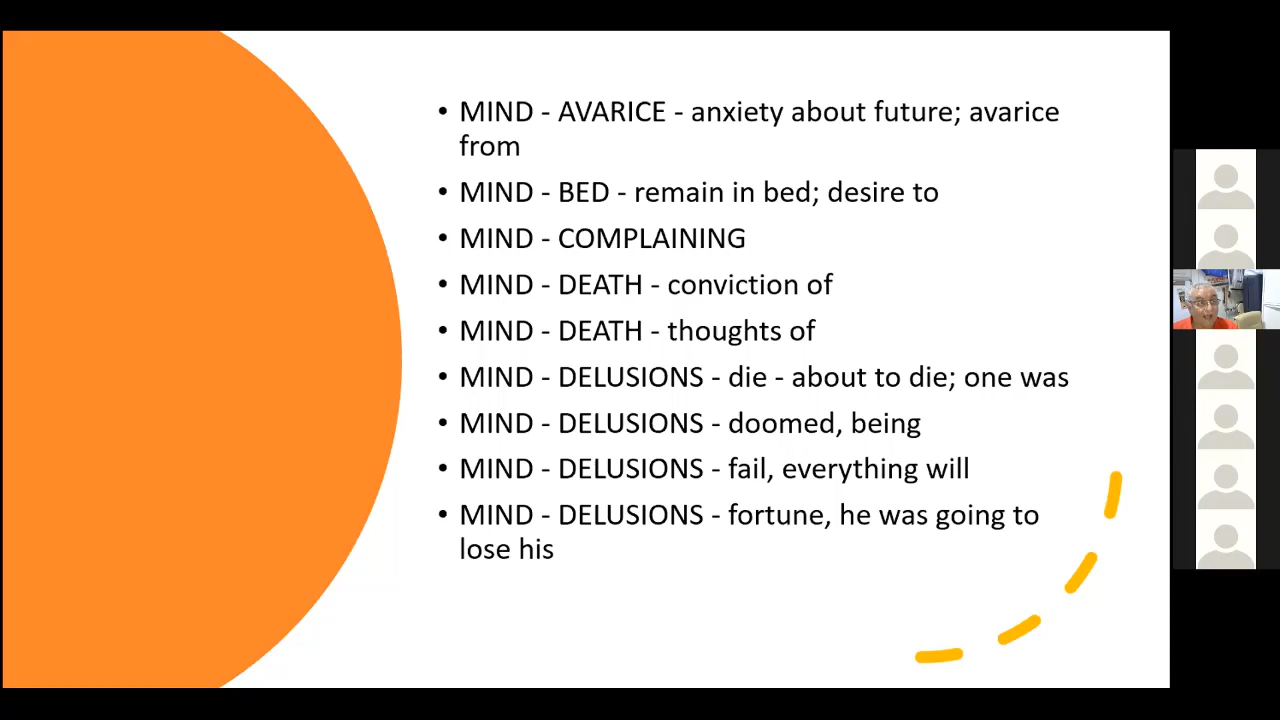 • MIND - AVARICE - anxiety about future; avarice
from
• MIND - BED - remain in bed; desire to
• MIND - COMPLAINING
• MIND - DEATH - conviction of
• MIND - DEATH - thoughts of
• MIND - DELUSIONS - die - about to die; one was
• MIND - DELUSIONS - doomed, being
• MIND - DELUSIONS - fail, everything will
• MIND - DELUSIONS - fortune, he was going to
lose his